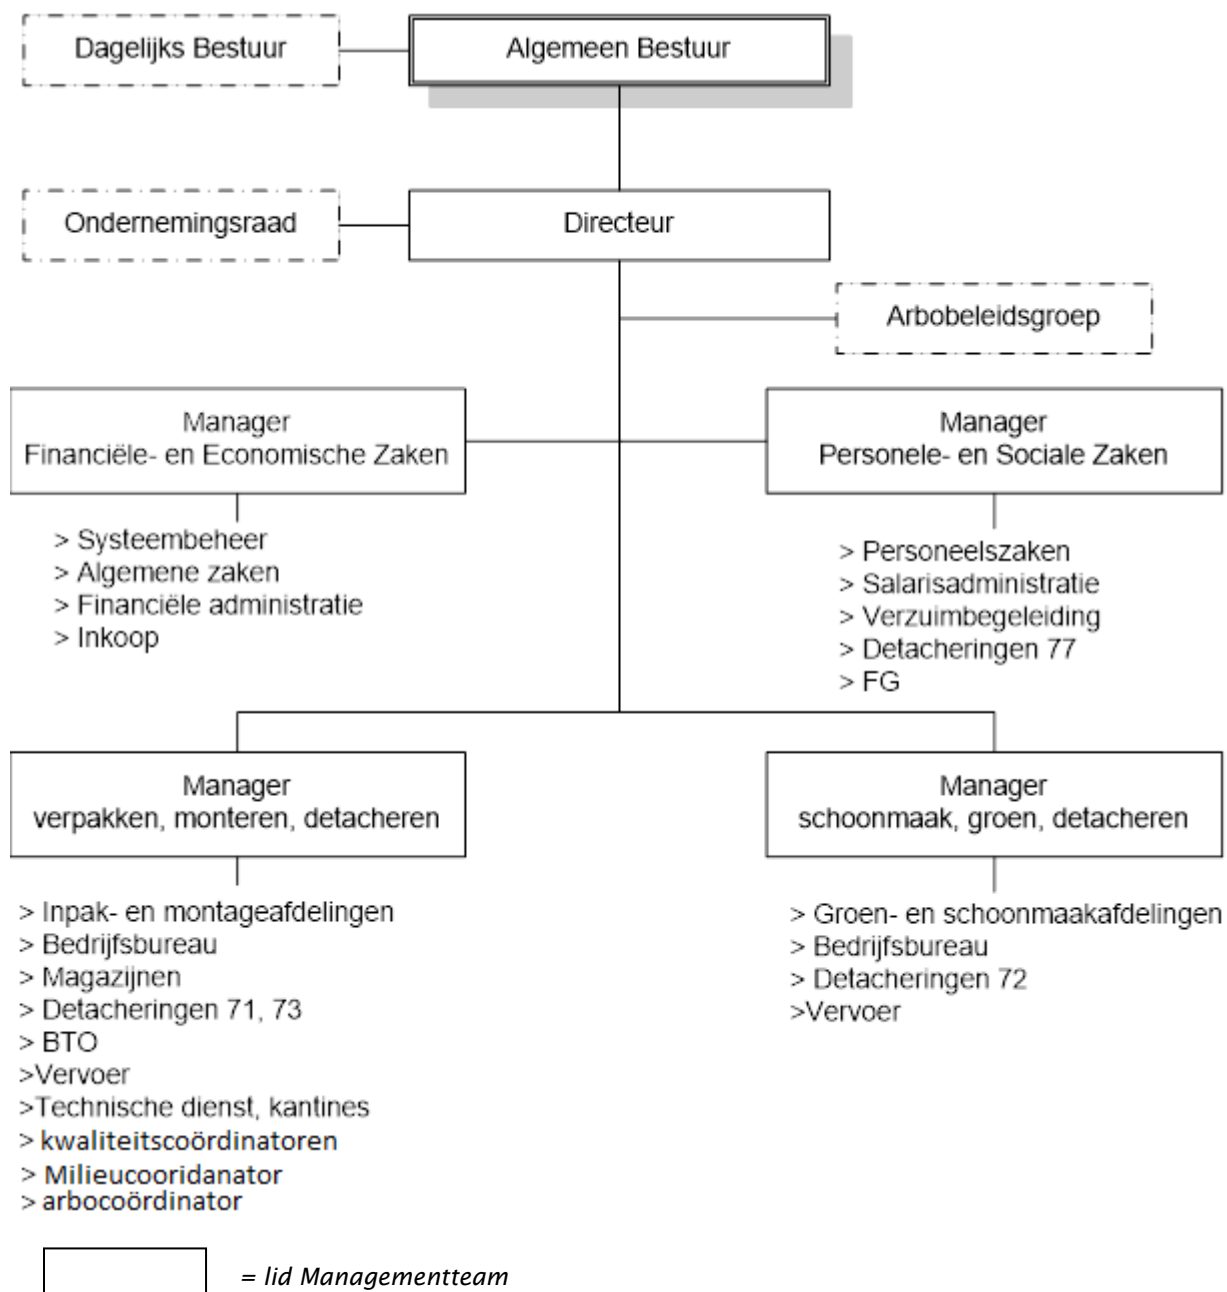 Dagelijks Bestuur
Algemeen Bestuur
Ondernemingsraad
Directeur
Arbobeleidsgroep
Manager
Financiële- en Economische Zaken
Manager
Personele- en Sociale Zaken
> Systeembeheer
> Algemene zaken
> Financiële administratie
> Inkoop
> Personeelszaken
> Salarisadministratie
> Verzuimbegeleiding
> Detacheringen 77
> FG
Manager
verpakken, monteren, detacheren
Manager
schoonmaak, groen, detacheren
> Inpak- en montageafdelingen
> Bedrijfsbureau
> Magazijnen
> Detacheringen 71, 73
> BTO
>Vervoer
>Technische dienst, kantines
> kwaliteitscoördinatoren
> Milieucooridanator
> arbocoördinator
> Groen- en schoonmaakafdelingen
> Bedrijfsbureau
> Detacheringen 72
>Vervoer
= lid Managementteam